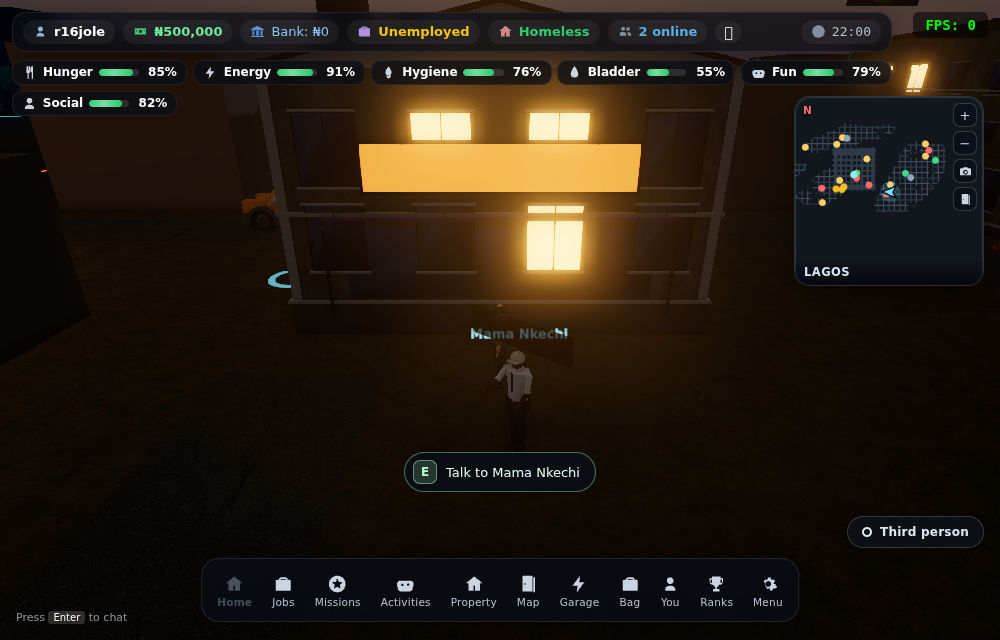 r16jole ₦500,000 Bank: ₦0 Unemployed Homeless 2 online 22:00 FPS: 0
Hunger 85% Energy 91% Hygiene 76% Bladder 55% Fun 79%
Social 82%
N
+
−
LAGOS
Mama Nkechi
E Talk to Mama Nkechi
Third person
Home Jobs Missions Activities Property Map Garage Bag You Ranks Menu
Press Enter to chat